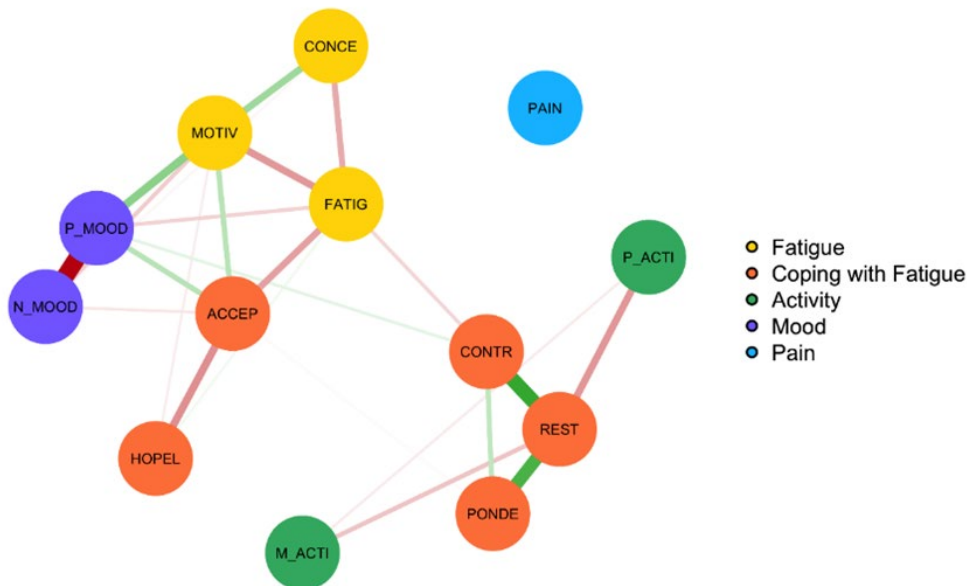 CONCE
PAIN
MOTIV
FATIG
P_MOOD
P_ACTI
Fatigue
Coping with Fatigue
Activity
Mood
Pain
N_MOOD
ACCEP
CONTR
REST
HOPEL
PONDE
M_ACTI